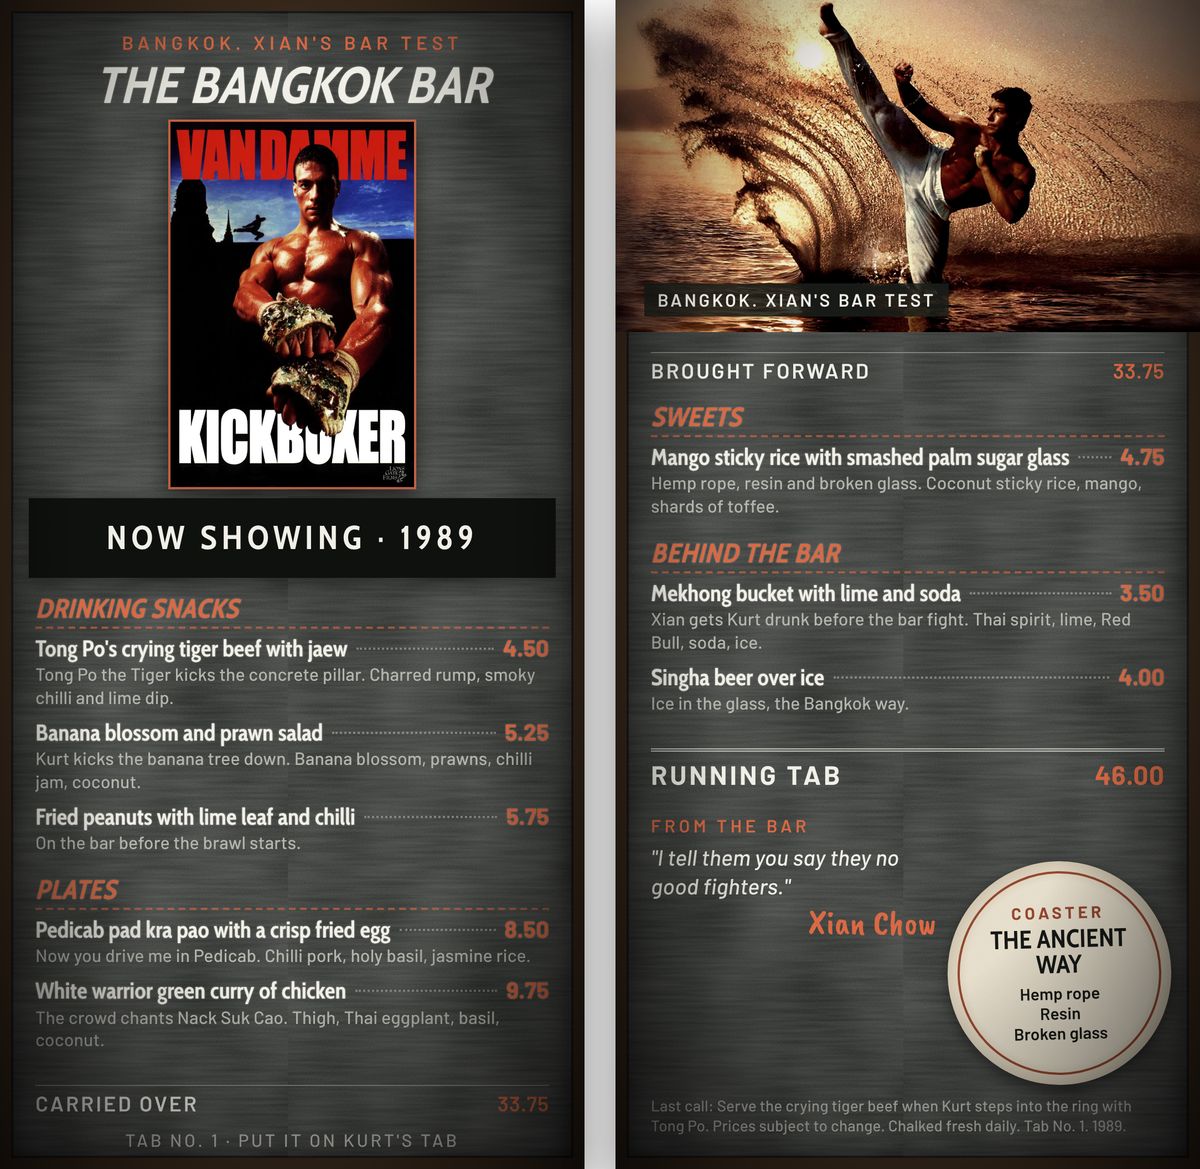 BANGKOK. XIAN'S BAR TEST
THE BANGKOK BAR
VAN DAMME
KICKBOXER
NOW SHOWING · 1989
DRINKING SNACKS
Tong Po's crying tiger beef with jaew 4.50
Tong Po the Tiger kicks the concrete pillar. Charred rump, smoky
chilli and lime dip.
Banana blossom and prawn salad 5.25
Kurt kicks the banana tree down. Banana blossom, prawns, chilli
jam, coconut.
Fried peanuts with lime leaf and chilli 5.75
On the bar before the brawl starts.
PLATES
Pedicab pad kra pao with a crisp fried egg 8.50
Now you drive me in Pedicab. Chilli pork, holy basil, jasmine rice.
White warrior green curry of chicken 9.75
The crowd chants Nack Suk Cao. Thigh, Thai eggplant, basil,
coconut.
CARRIED OVER 33.75
TAB NO. 1 · PUT IT ON KURT'S TAB
BANGKOK. XIAN'S BAR TEST
BROUGHT FORWARD 33.75
SWEETS
Mango sticky rice with smashed palm sugar glass 4.75
Hemp rope, resin and broken glass. Coconut sticky rice, mango,
shards of toffee.
BEHIND THE BAR
Mekhong bucket with lime and soda 3.50
Xian gets Kurt drunk before the bar fight. Thai spirit, lime, Red
Bull, soda, ice.
Singha beer over ice 4.00
Ice in the glass, the Bangkok way.
RUNNING TAB 46.00
FROM THE BAR
"I tell them you say they no
good fighters."
Xian Chow
COASTER
THE ANCIENT
WAY
Hemp rope
Resin
Broken glass
Last call: Serve the crying tiger beef when Kurt steps into the ring with
Tong Po. Prices subject to change. Chalked fresh daily. Tab No. 1. 1989.